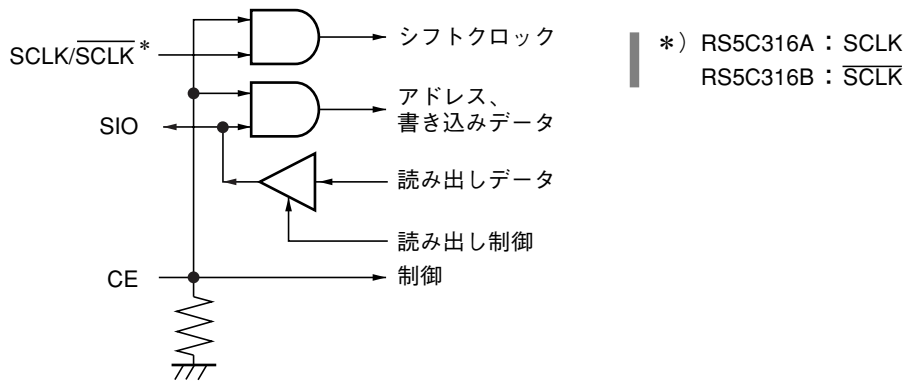 SCLK/SCLK*
シフトクロック
アドレス、
書き込みデータ
SIO
読み出しデータ
読み出し制御
CE
制御
*) RS5C316A : SCLK
RS5C316B : SCLK